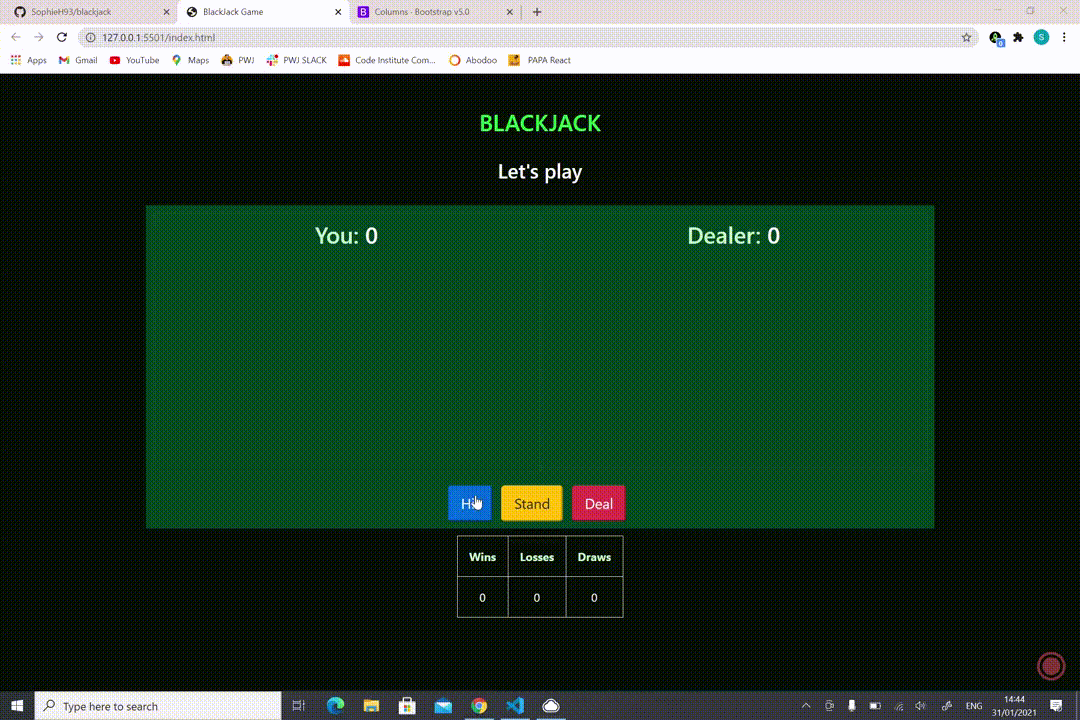 SophieH93/blackjack
BlackJack Game
Columns · Bootstrap v5.0
127.0.0.1:5501/index.html
S
Apps
Gmail
YouTube
Maps
PWJ
PWJ SLACK
Code Institute Com...
Abodoo
PAPA React
BLACKJACK
Let's play
You: 0
Dealer: 0
Stand
Deal
Wins Losses Draws
0 0 0
Type here to search
ENG
14:44
31/01/2021